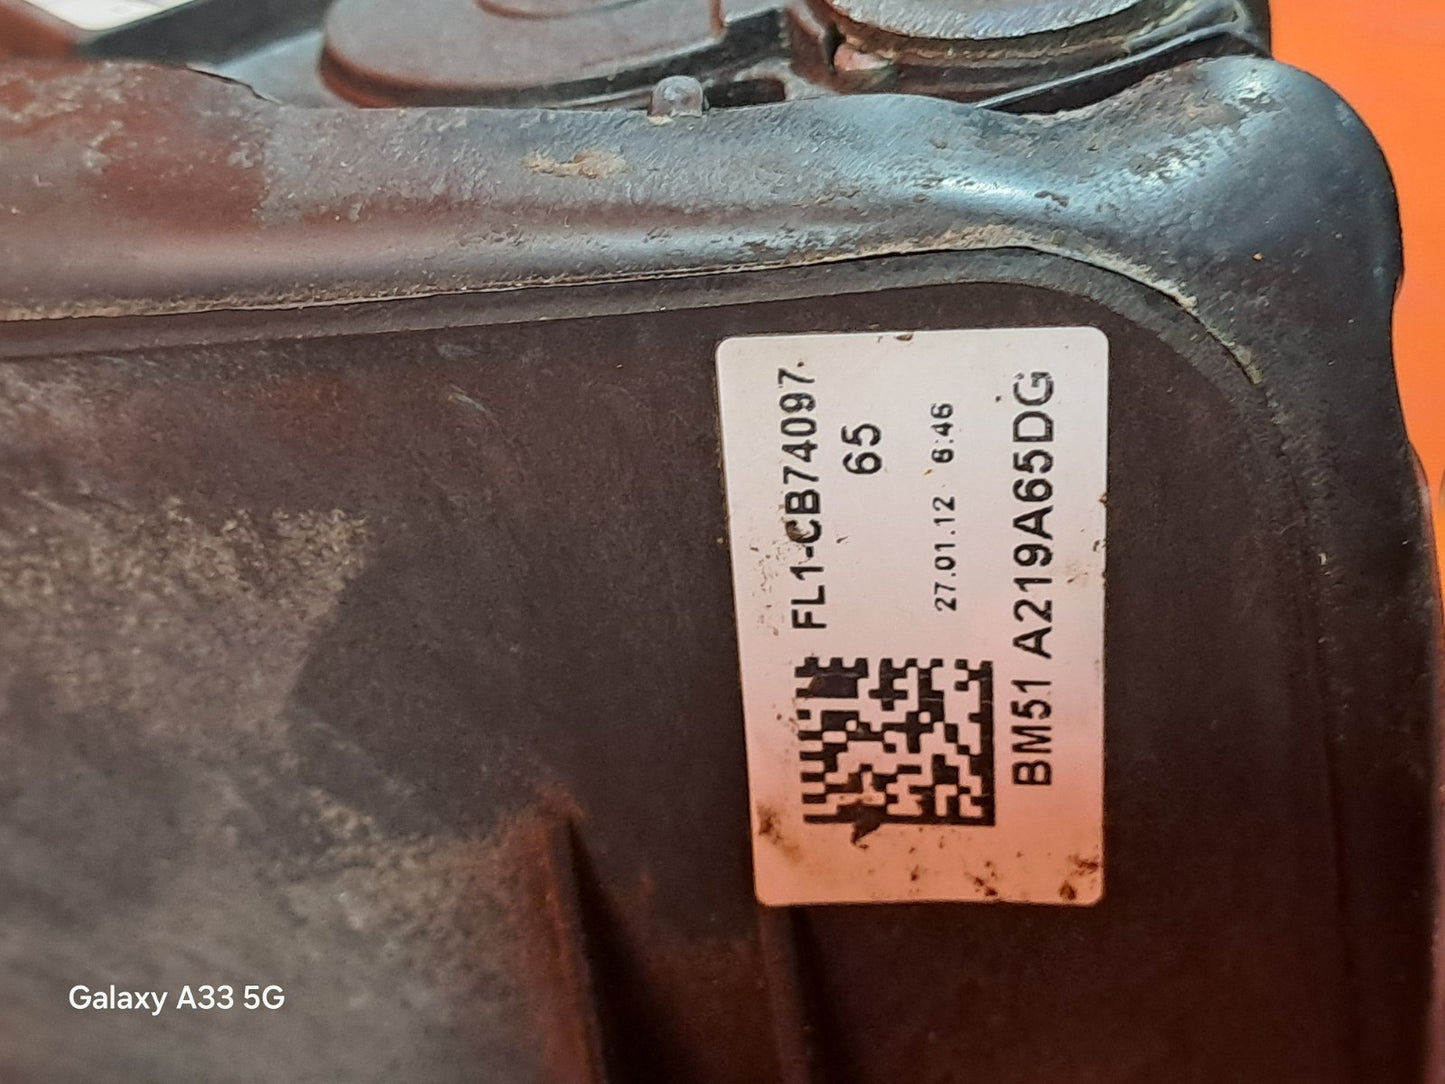 FL1-CB74097
65
27.01.12 6:46
BM51 A219A65DG
Galaxy A33 5G